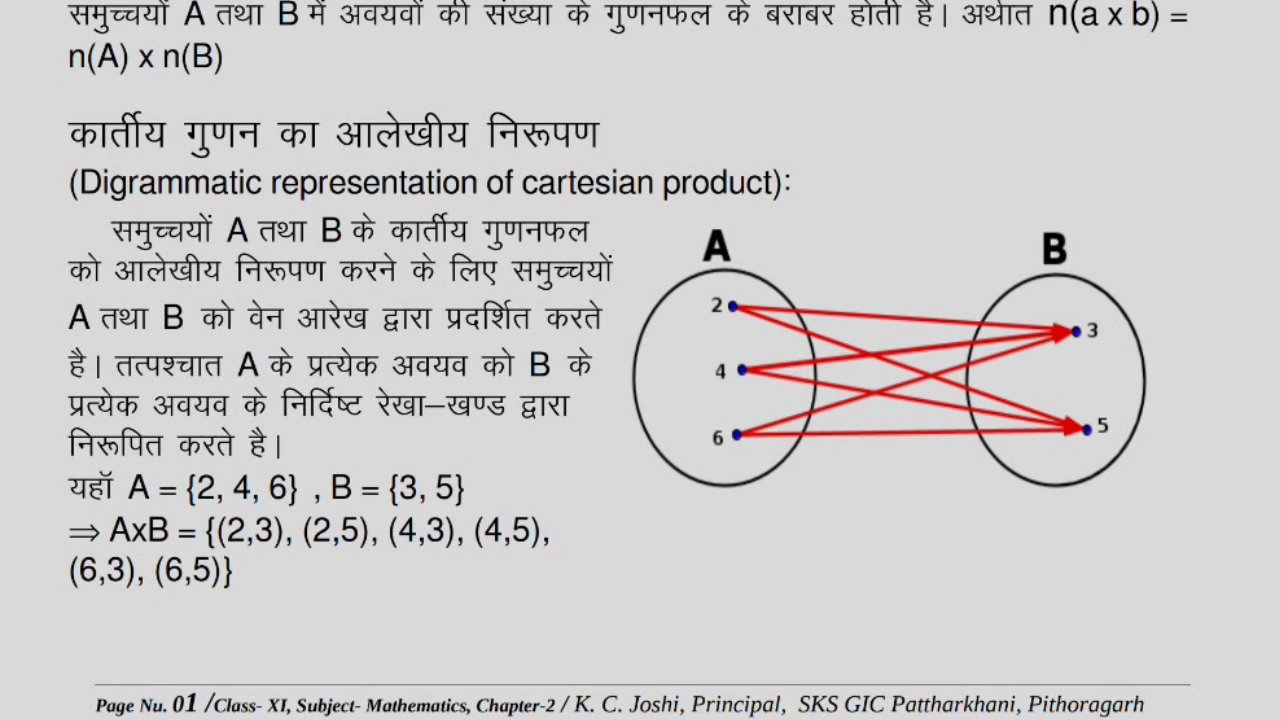 समुच्चयों A तथा B में अवयवों की संख्या के गुणनफल के बराबर होती है। अर्थात n(a x b) =
n(A) x n(B)
कार्तीय गुणन का आलेखीय निरूपण
(Digrammatic representation of cartesian product):
समुच्चयों A तथा B के कार्तीय गुणनफल
को आलेखीय निरूपण करने के लिए समुच्चयों
A तथा B को वेन आरेख द्वारा प्रदर्शित करते
है। तत्पश्चात A के प्रत्येक अवयव को B के
प्रत्येक अवयव के निर्दिष्ट रेखा–खण्ड द्वारा
निरूपित करते है।
यहॉ A = {2, 4, 6} , B = {3, 5}
⇒ AxB = {(2,3), (2,5), (4,3), (4,5),
(6,3), (6,5)}
A B
2
3
4
5
6
Page Nu. 01 /Class- XI, Subject- Mathematics, Chapter-2 / K. C. Joshi, Principal, SKS GIC Pattharkhani, Pithoragarh